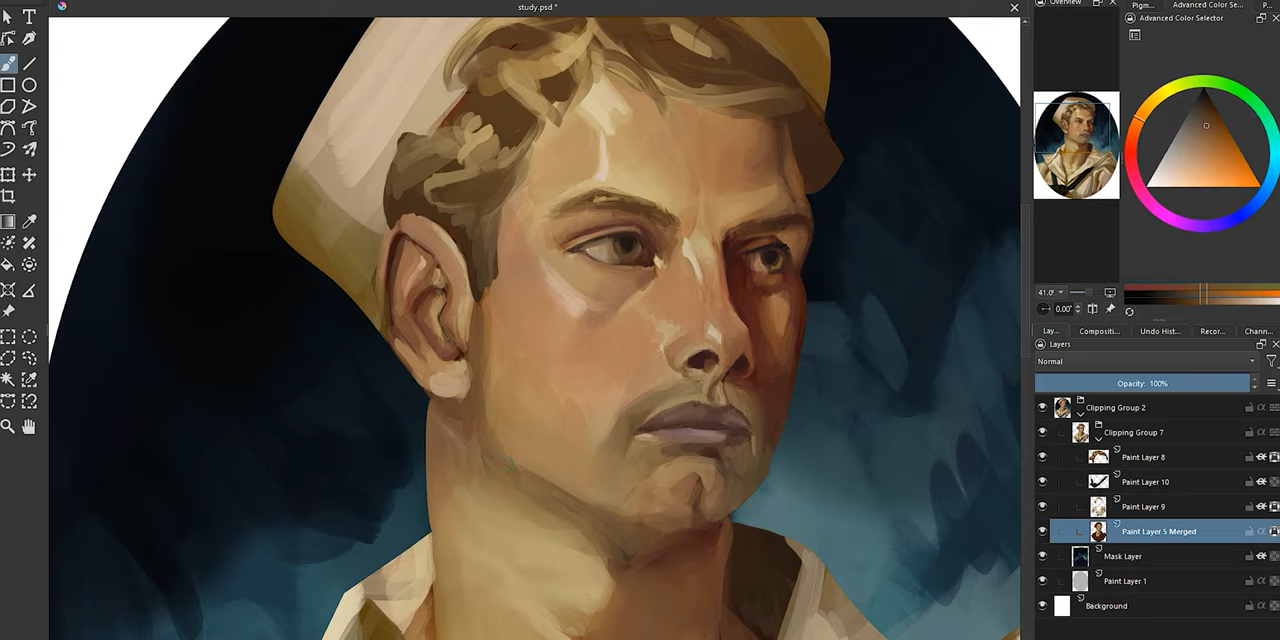 study.psd *
Overview
Pigm...
Advanced Color Se...
P...
Advanced Color Selector
41.0
0.00°
Lay...
Compositi...
Undo Hist...
Recor...
Chann...
Layers
Normal
Opacity: 100%
Clipping Group 2
Clipping Group 7
Paint Layer 8
Paint Layer 10
Paint Layer 9
Paint Layer 5 Merged
Mask Layer
Paint Layer 1
Background